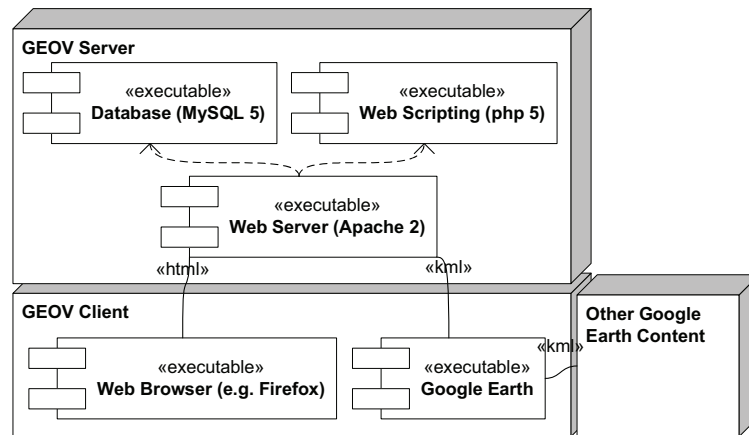 GEOV Server
«executable»
Database (MySQL 5)
«executable»
Web Scripting (php 5)
«executable»
Web Server (Apache 2)
«html»
«kml»
GEOV Client
«executable»
Web Browser (e.g. Firefox)
«executable»
Google Earth
«kml»
Other Google
Earth Content